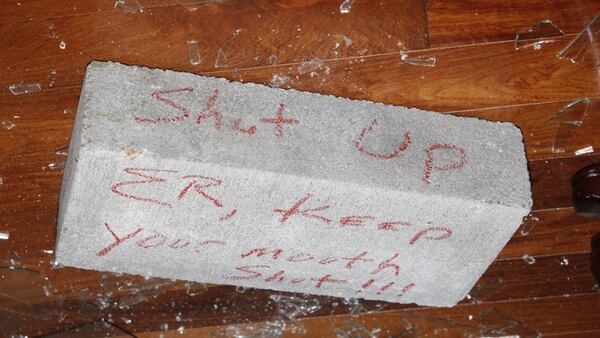 Shut Up
ER, Keep
your mouth
Shut!!!